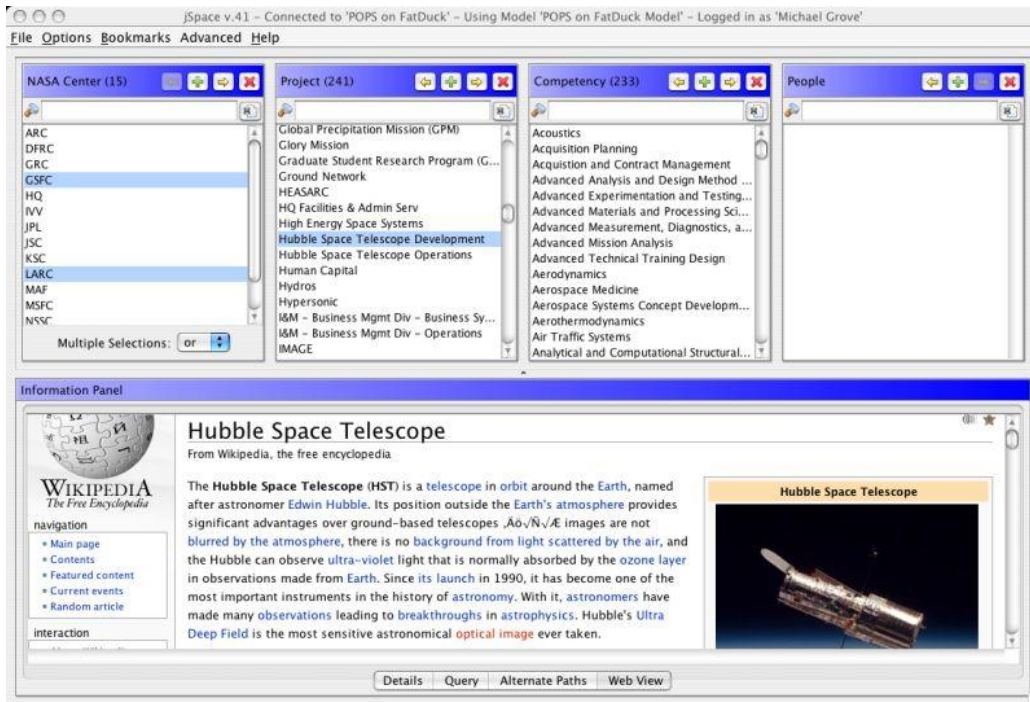 jSpace v.41 – Connected to 'POPS on FatDuck' – Using Model 'POPS on FatDuck Model' – Logged in as 'Michael Grove'
File Options Bookmarks Advanced Help
NASA Center (15)
ARC
DFRC
GRC
GSFC
HQ
IVV
JPL
JSC
KSC
LARC
MAF
MSFC
NSSC
Multiple Selections: or
Project (241)
Global Precipitation Mission (GPM)
Glory Mission
Graduate Student Research Program (G...
Ground Network
HEASARC
HQ Facilities & Admin Serv
High Energy Space Systems
Hubble Space Telescope Development
Hubble Space Telescope Operations
Human Capital
Hydros
Hypersonic
I&M – Business Mgmt Div – Business Sy...
I&M – Business Mgmt Div – Operations
IMAGE
Competency (233)
Acoustics
Acquisition Planning
Acquistion and Contract Management
Advanced Analysis and Design Method ...
Advanced Experimentation and Testing...
Advanced Materials and Processing Sci...
Advanced Measurement, Diagnostics, a...
Advanced Mission Analysis
Advanced Technical Training Design
Aerodynamics
Aerospace Medicine
Aerospace Systems Concept Developm...
Aerothermodynamics
Air Traffic Systems
Analytical and Computational Structural...
People
Information Panel
WIKIPEDIA
The Free Encyclopedia
navigation
Main page
Contents
Featured content
Current events
Random article
interaction
Hubble Space Telescope
From Wikipedia, the free encyclopedia
The Hubble Space Telescope (HST) is a telescope in orbit around the Earth, named
after astronomer Edwin Hubble. Its position outside the Earth's atmosphere provides
significant advantages over ground-based telescopes ‚Äö√Ñ√Æ images are not
blurred by the atmosphere, there is no background from light scattered by the air, and
the Hubble can observe ultra-violet light that is normally absorbed by the ozone layer
in observations made from Earth. Since its launch in 1990, it has become one of the
most important instruments in the history of astronomy. With it, astronomers have
made many observations leading to breakthroughs in astrophysics. Hubble's Ultra
Deep Field is the most sensitive astronomical optical image ever taken.
Hubble Space Telescope
Details Query Alternate Paths Web View